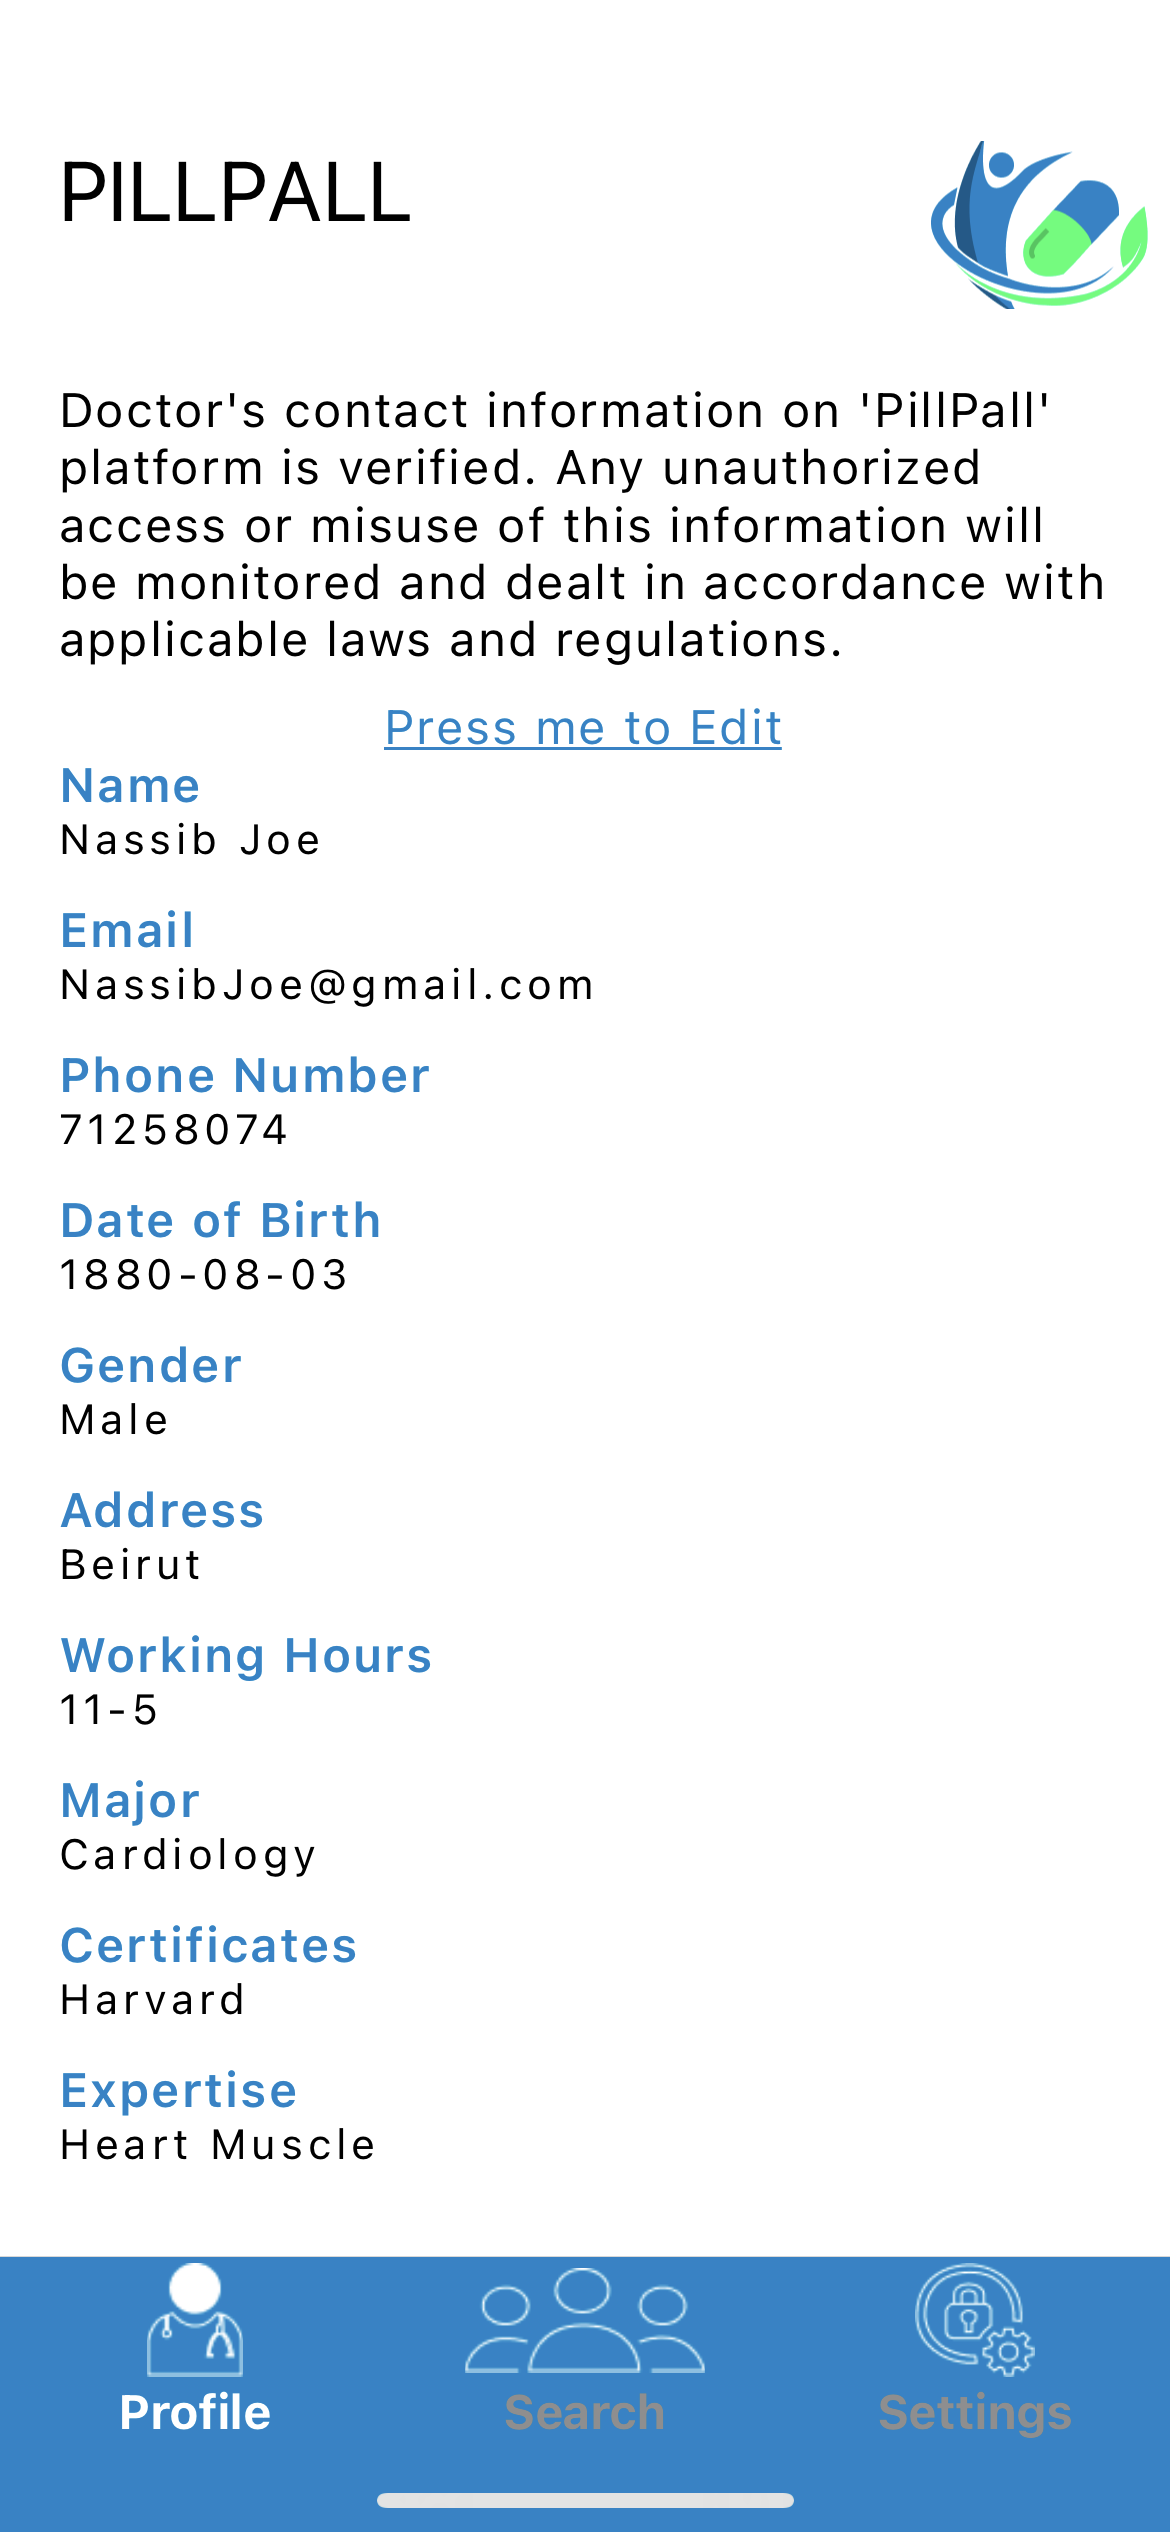 PILLPALL
Doctor's contact information on 'PillPall'
platform is verified. Any unauthorized
access or misuse of this information will
be monitored and dealt in accordance with
applicable laws and regulations.
Press me to Edit
Name
Nassib Joe
Email
NassibJoe@gmail.com
Phone Number
71258074
Date of Birth
1880-08-03
Gender
Male
Address
Beirut
Working Hours
11-5
Major
Cardiology
Certificates
Harvard
Expertise
Heart Muscle
Profile
Search
Settings